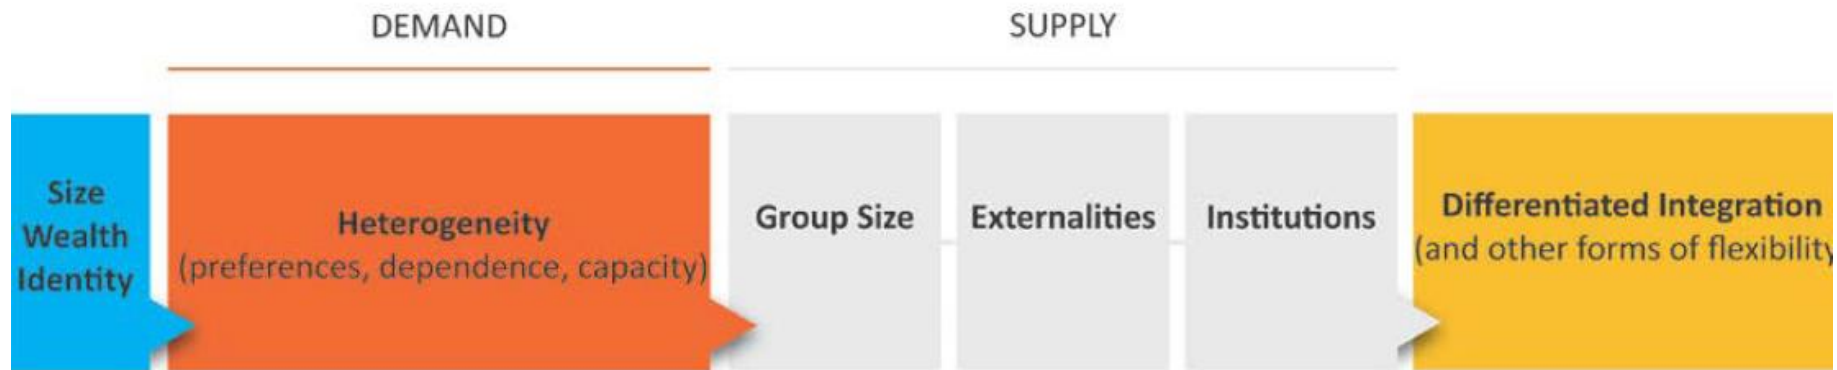 DEMAND
SUPPLY
Size
Wealth
Identity
Heterogeneity
(preferences, dependence, capacity)
Group Size
Externalities
Institutions
Differentiated Integration
(and other forms of flexibility